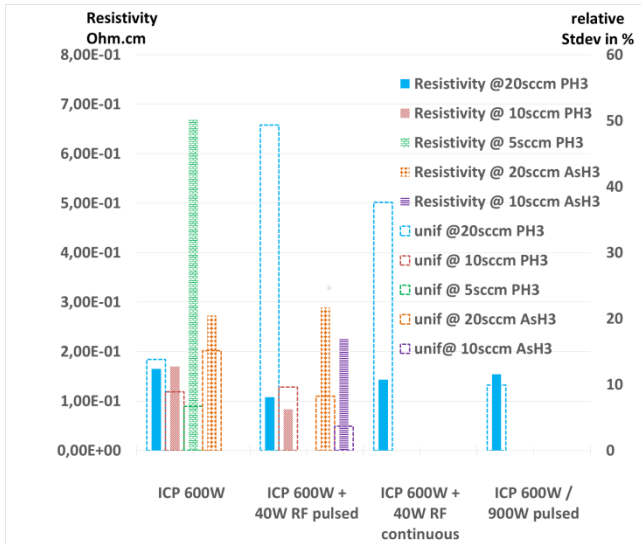 Resistivity
Ohm.cm
relative
Stdev in %
8,00E-01
7,00E-01
6,00E-01
5,00E-01
4,00E-01
3,00E-01
2,00E-01
1,00E-01
0,00E+00
60
50
40
30
20
10
0
Resistivity @20sccm PH3
Resistivity @ 10sccm PH3
Resistivity @ 5sccm PH3
Resistivity @ 20sccm AsH3
Resistivity @ 10sccm AsH3
unif @20sccm PH3
unif @ 10sccm PH3
unif @ 5sccm PH3
unif @ 20sccm AsH3
unif@ 10sccm AsH3
ICP 600W
ICP 600W +
40W RF pulsed
ICP 600W +
40W RF
continuous
ICP 600W /
900W pulsed